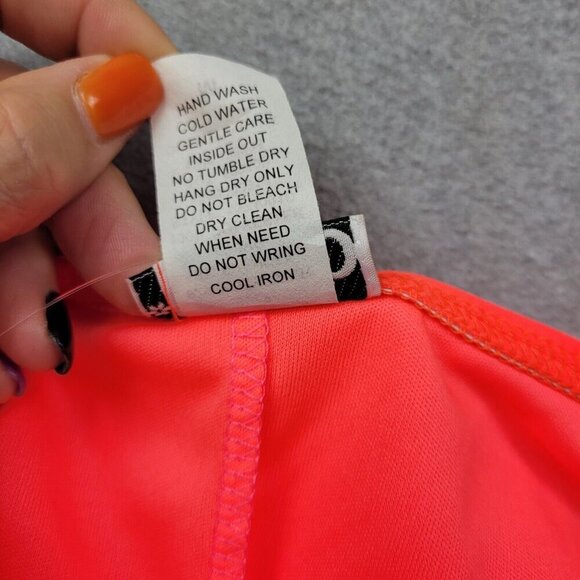 HAND WASH
COLD WATER
GENTLE CARE
INSIDE OUT
NO TUMBLE DRY
HANG DRY ONLY
DO NOT BLEACH
DRY CLEAN
WHEN NEED
DO NOT WRING
COOL IRON